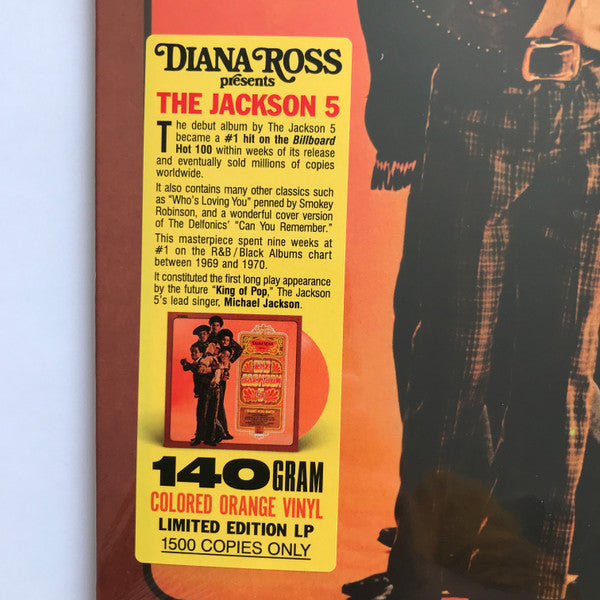 DIANA ROSS
presents
THE JACKSON 5
The debut album by The Jackson 5
became a #1 hit on the Billboard
Hot 100 within weeks of its release
and eventually sold millions of copies
worldwide.
It also contains many other classics such
as “Who’s Loving You” penned by Smokey
Robinson, and a wonderful cover version
of The Delfonics’ “Can You Remember.”
This masterpiece spent nine weeks at
#1 on the R&B/Black Albums chart
between 1969 and 1970.
It constituted the first long play appearance
by the future “King of Pop,” The Jackson
5’s lead singer, Michael Jackson.
DIANA ROSS
THE
JACKSON
5
140 GRAM
COLORED ORANGE VINYL
LIMITED EDITION LP
1500 COPIES ONLY